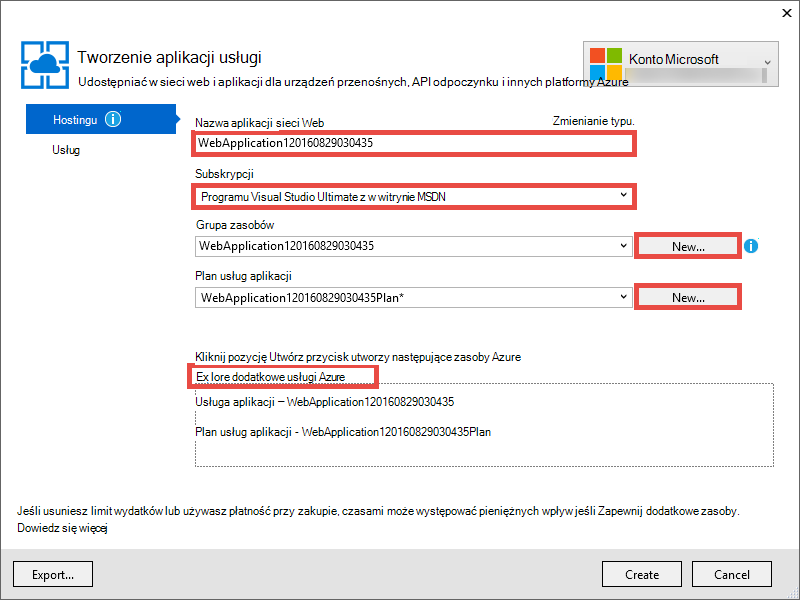 Tworzenie aplikacji usługi
Konto Microsoft
Udostępniać w sieci web i aplikacji dla urządzeń przenośnych, API odpoczynku i innych platformy Azure
Hostingu
Usług
Nazwa aplikacji sieci Web
Zmienianie typu.
WebApplication120160829030435
Subskrypcji
Programu Visual Studio Ultimate z w witrynie MSDN
Grupa zasobów
WebApplication120160829030435
New...
Plan usług aplikacji
WebApplication120160829030435Plan*
New...
Kliknij pozycję Utwórz przycisk utworzy następujące zasoby Azure
Ex lore dodatkowe usługi Azure
Usługa aplikacji – WebApplication120160829030435
Plan usług aplikacji - WebApplication120160829030435Plan
Jeśli usuniesz limit wydatków lub używasz płatność przy zakupie, czasami może występować pieniężnych wpływ jeśli Zapewnij dodatkowe zasoby.
Dowiedz się więcej
Export...
Create
Cancel